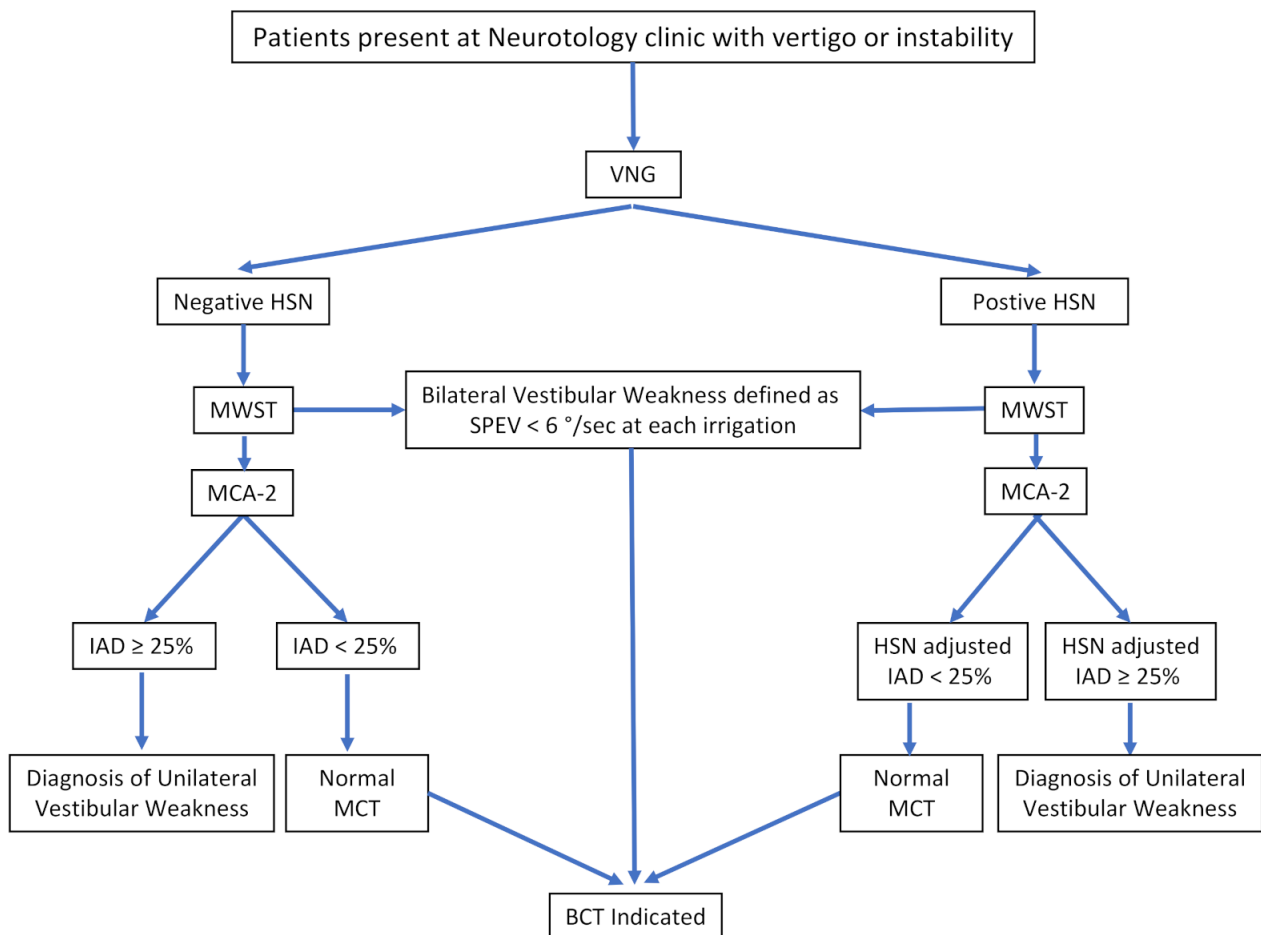 Patients present at Neurotology clinic with vertigo or instability
VNG
Negative HSN
Postive HSN
MWST
Bilateral Vestibular Weakness defined as
SPEV < 6 °/sec at each irrigation
MWST
MCA-2
MCA-2
IAD ≥ 25%
IAD < 25%
HSN adjusted
IAD < 25%
HSN adjusted
IAD ≥ 25%
Diagnosis of Unilateral
Vestibular Weakness
Normal
MCT
Normal
MCT
Diagnosis of Unilateral
Vestibular Weakness
BCT Indicated